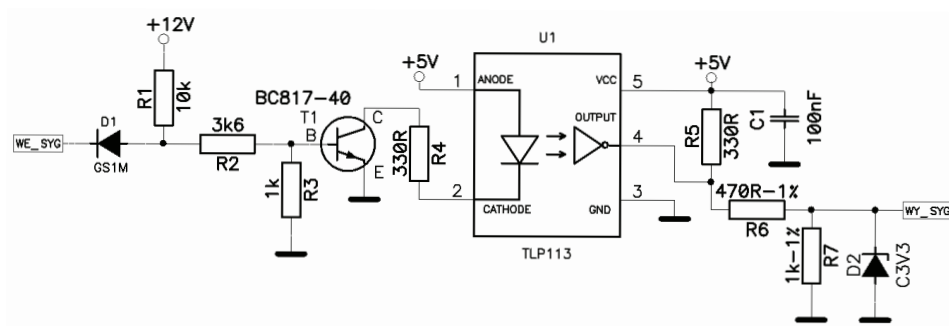 +12V
R1
10k
D1
WE_SYG
GS1M
3k6
R2
1k
R3
BC817-40
T1
B
C
E
330R
R4
+5V
1
2
U1
ANODE
VCC
OUTPUT
CATHODE
GND
TLP113
5
4
3
+5V
R5
330R
C1
100nF
470R-1%
R6
1k-1%
R7
D2
C3V3
WY_SYG